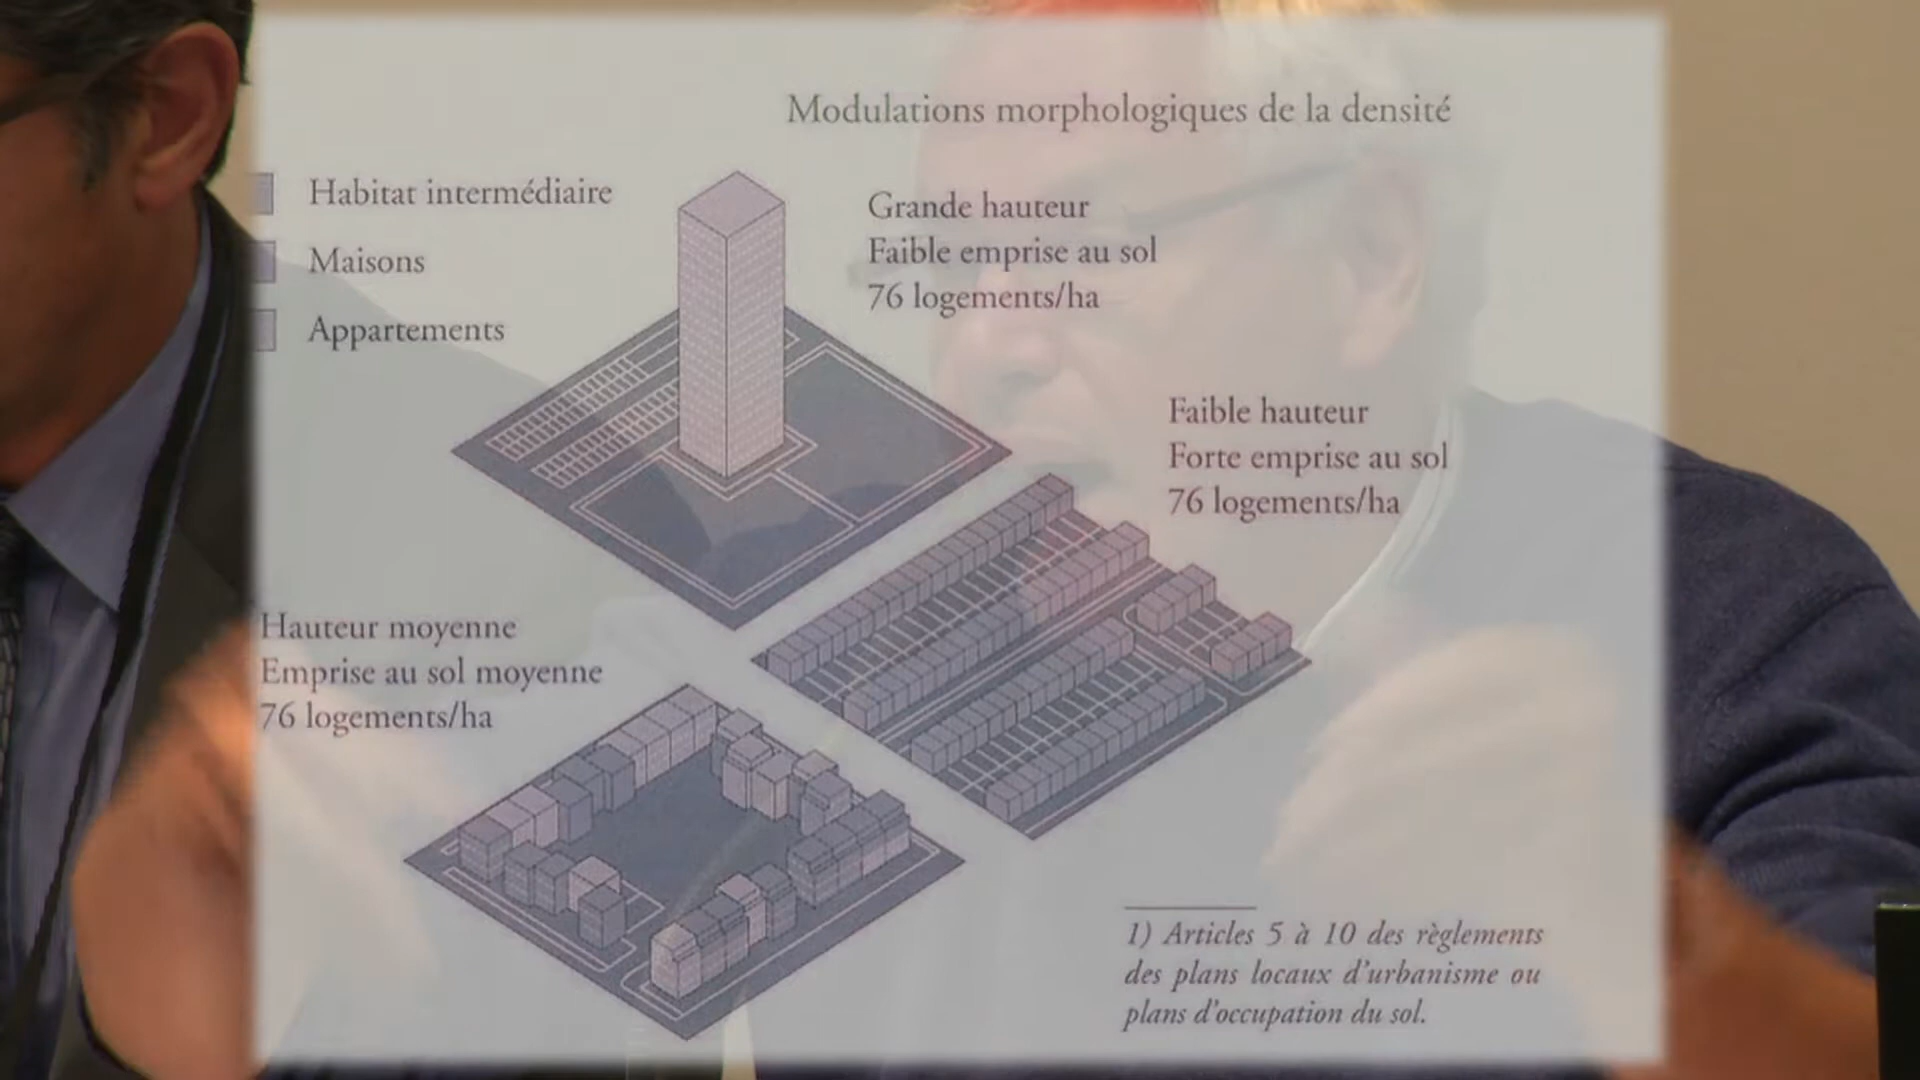 Modulations morphologiques de la densité
Habitat intermédiaire
Maisons
Appartements
Grande hauteur
Faible emprise au sol
76 logements/ha
Faible hauteur
Forte emprise au sol
76 logements/ha
Hauteur moyenne
Emprise au sol moyenne
76 logements/ha
1) Articles 5 à 10 des règlements
des plans locaux d'urbanisme ou
plans d'occupation du sol.